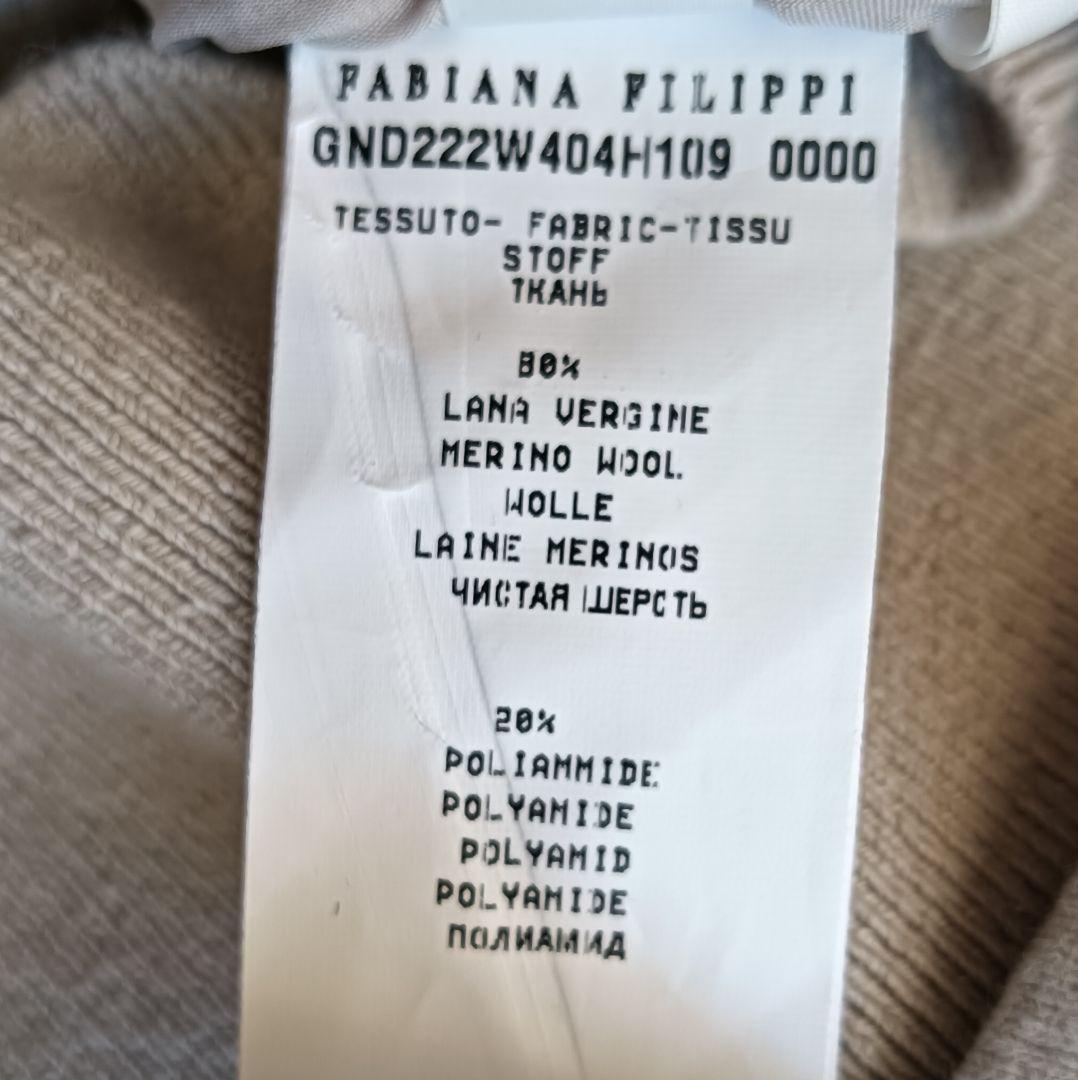 FABIANA FILIPPI
GND222W404H109 0000
TESSUTO- FABRIC-TISSU
STOFF
ТКАНЬ
80%
LANA VERGINE
MERINO WOOL
WOLLE
LAINE MERINOS
ЧИСТАЯ ШЕРСТЬ
20%
POLIAMMIDE
POLYAMIDE
POLYAMID
POLYAMIDE
ПОЛИАМИД